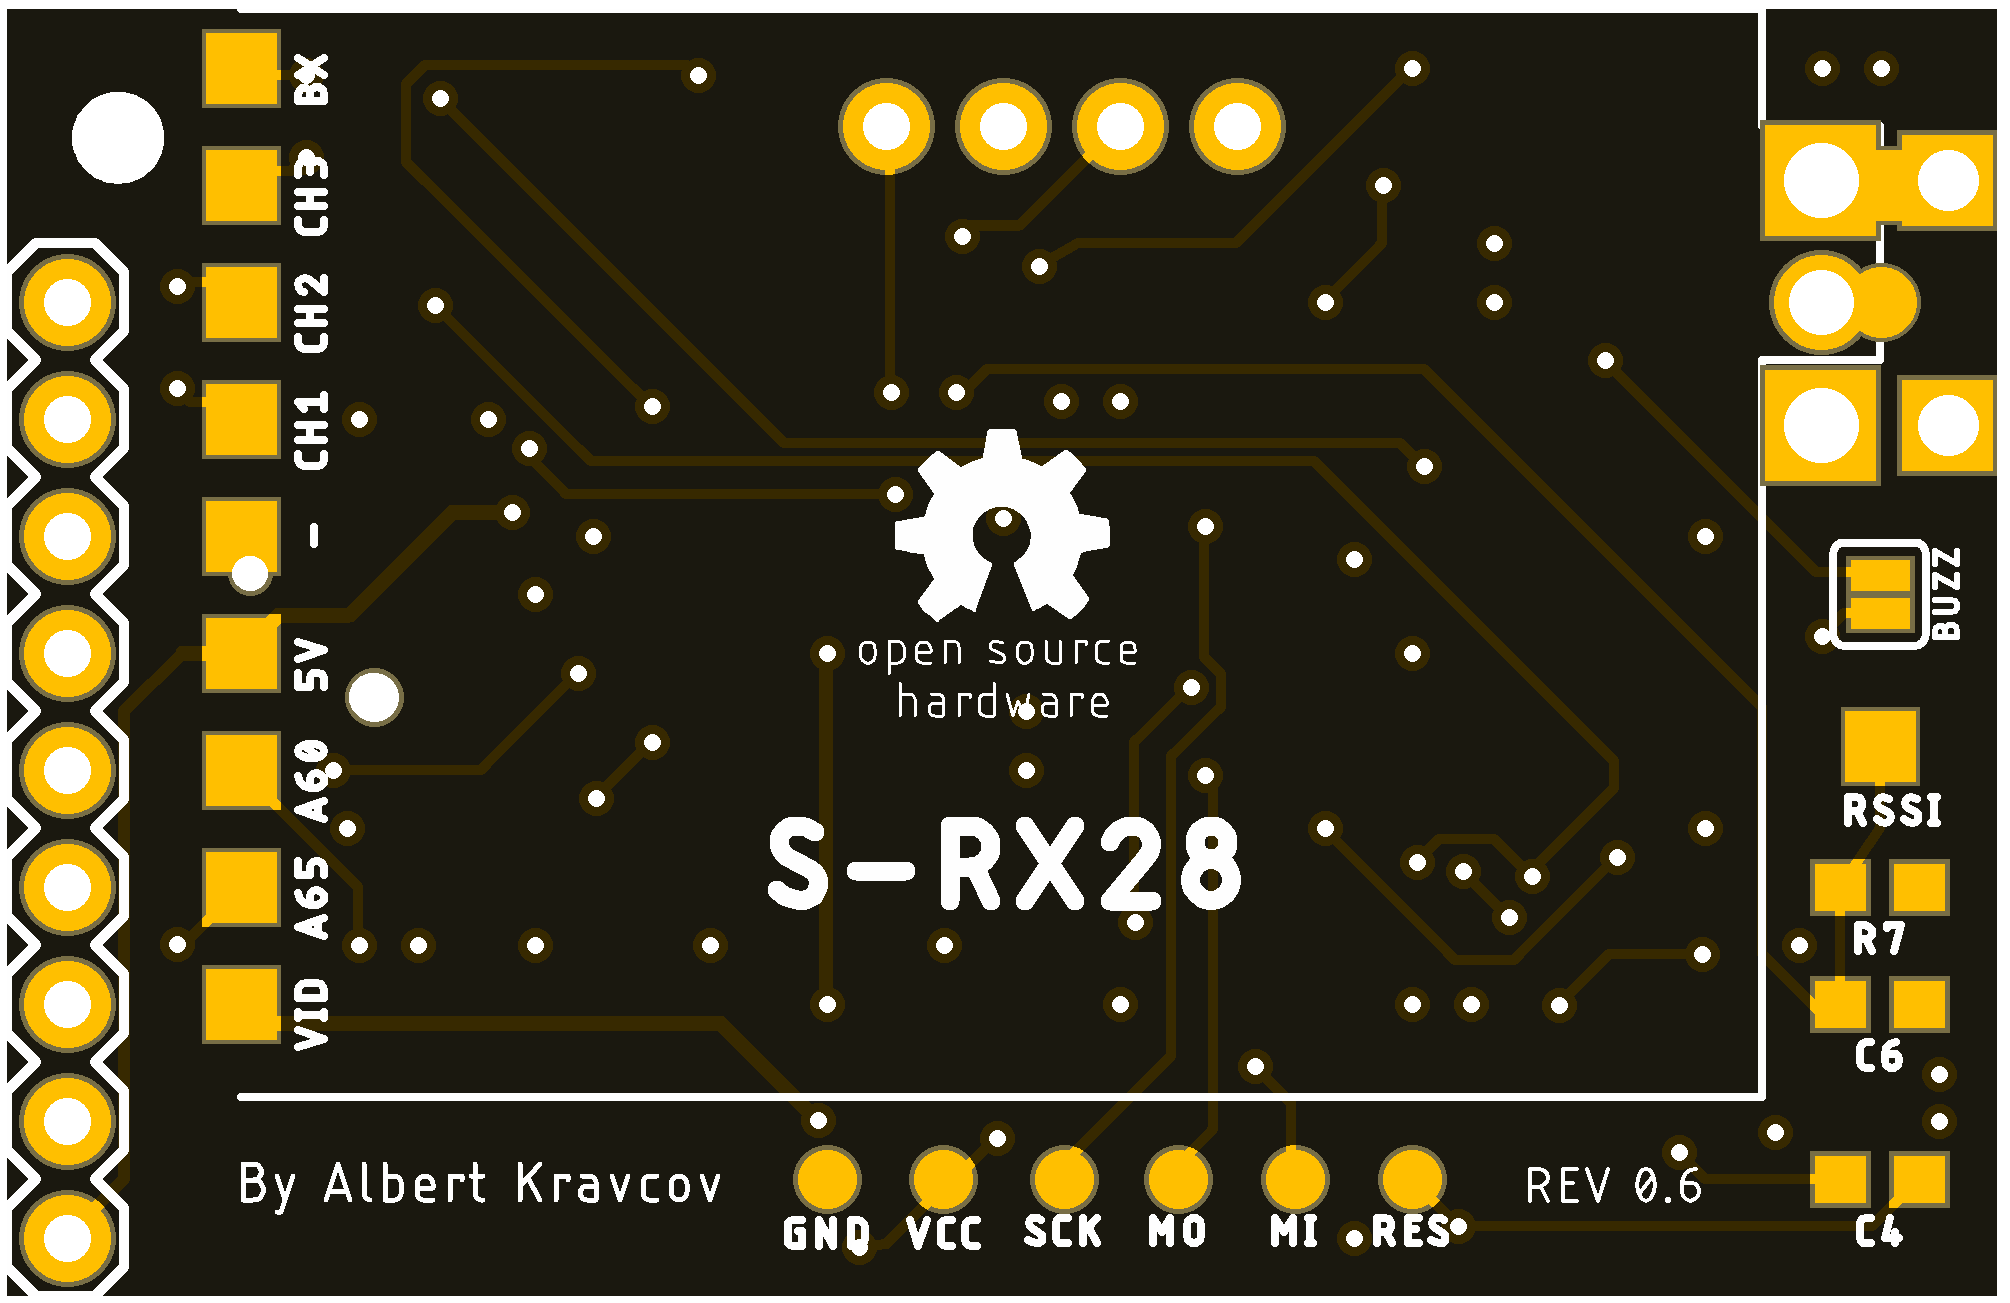 BX
CH3
CH2
CH1
-
5V
A60
A65
VID
open source
hardware
S-RX28
BUZZ
RSSI
R7
C6
C4
By Albert Kravcov
REV 0.6
GND VCC SCK MO MI RES